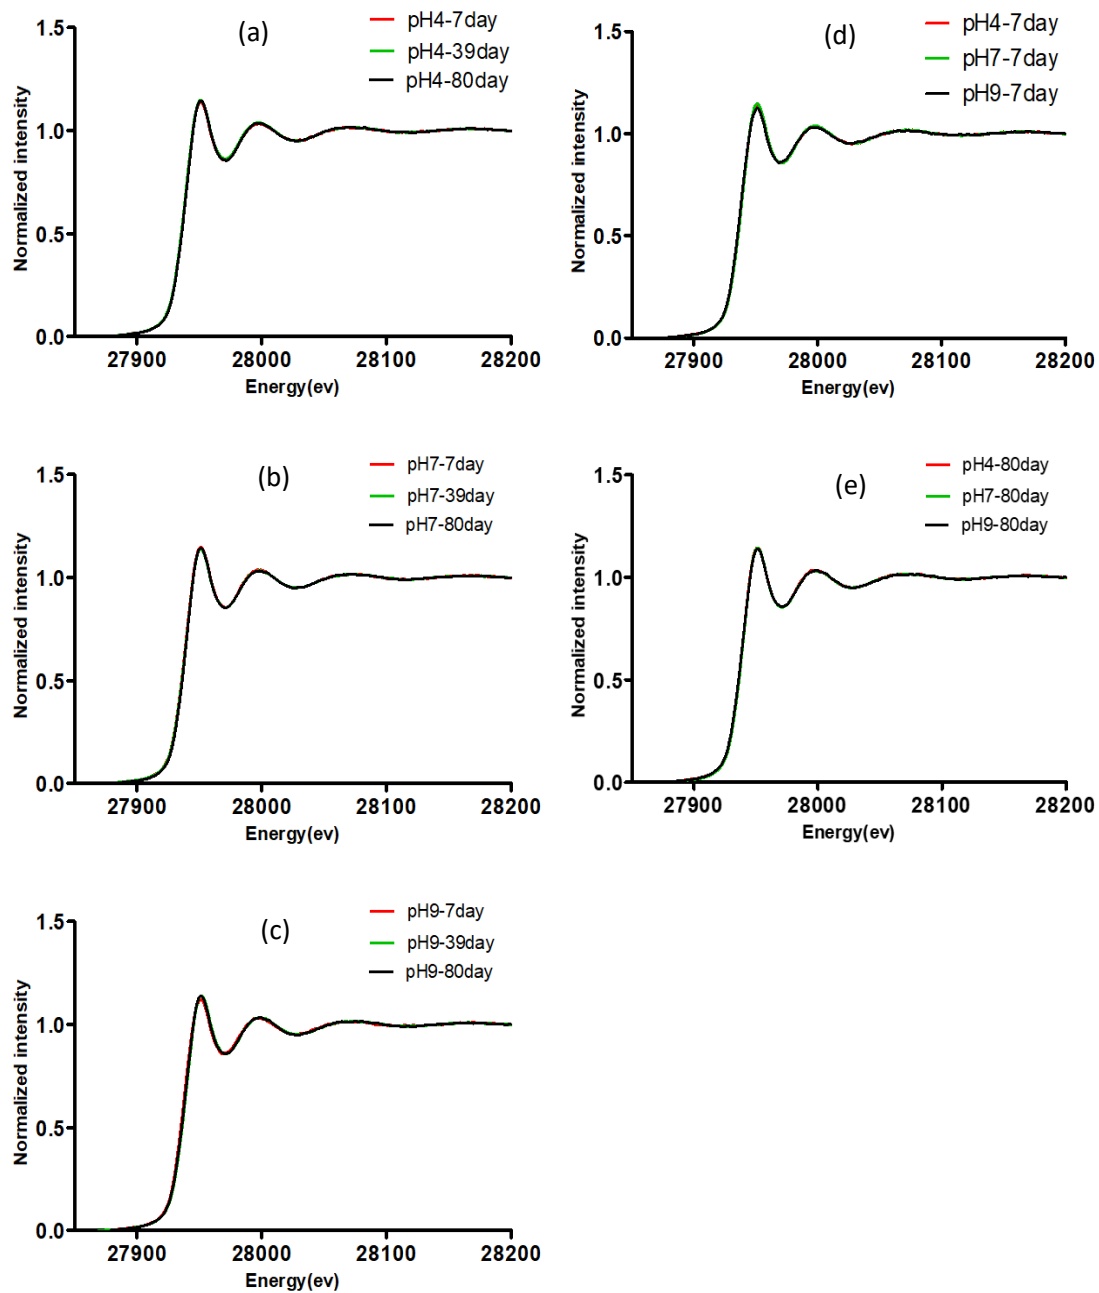 (a)
pH4-7day
pH4-39day
pH4-80day
Normalized intensity
1.5
1.0
0.5
0.0
27900 28000 28100 28200
Energy(ev)
(d)
pH4-7day
pH7-7day
pH9-7day
Normalized intensity
1.5
1.0
0.5
0.0
27900 28000 28100 28200
Energy(ev)
(b)
pH7-7day
pH7-39day
pH7-80day
Normalized intensity
1.5
1.0
0.5
0.0
27900 28000 28100 28200
Energy(ev)
(e)
pH4-80day
pH7-80day
pH9-80day
Normalized intensity
1.5
1.0
0.5
0.0
27900 28000 28100 28200
Energy(ev)
(c)
pH9-7day
pH9-39day
pH9-80day
Normalized intensity
1.5
1.0
0.5
0.0
27900 28000 28100 28200
Energy(ev)